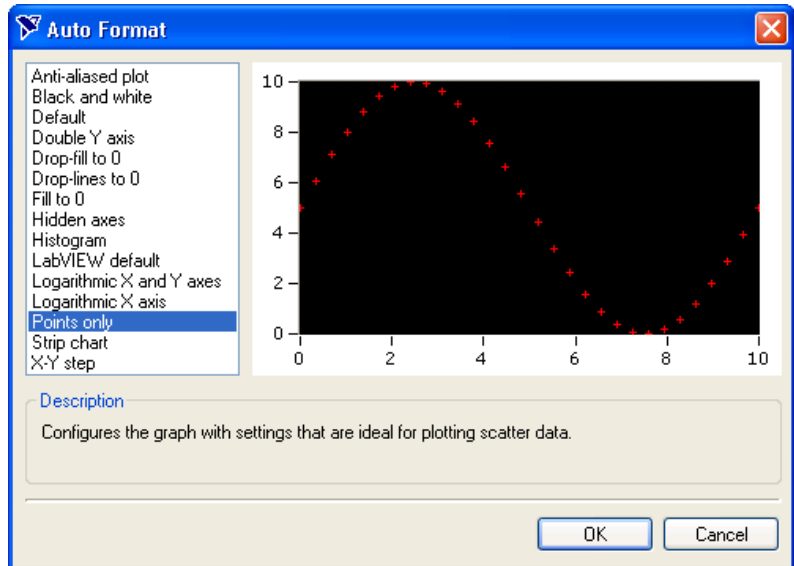 Auto Format
Anti-aliased plot
Black and white
Default
Double Y axis
Drop-fill to 0
Drop-lines to 0
Fill to 0
Hidden axes
Histogram
LabVIEW default
Logarithmic X and Y axes
Logarithmic X axis
Points only
Strip chart
X-Y step
10
8
6
4
2
0
0 2 4 6 8 10
Description
Configures the graph with settings that are ideal for plotting scatter data.
OK Cancel